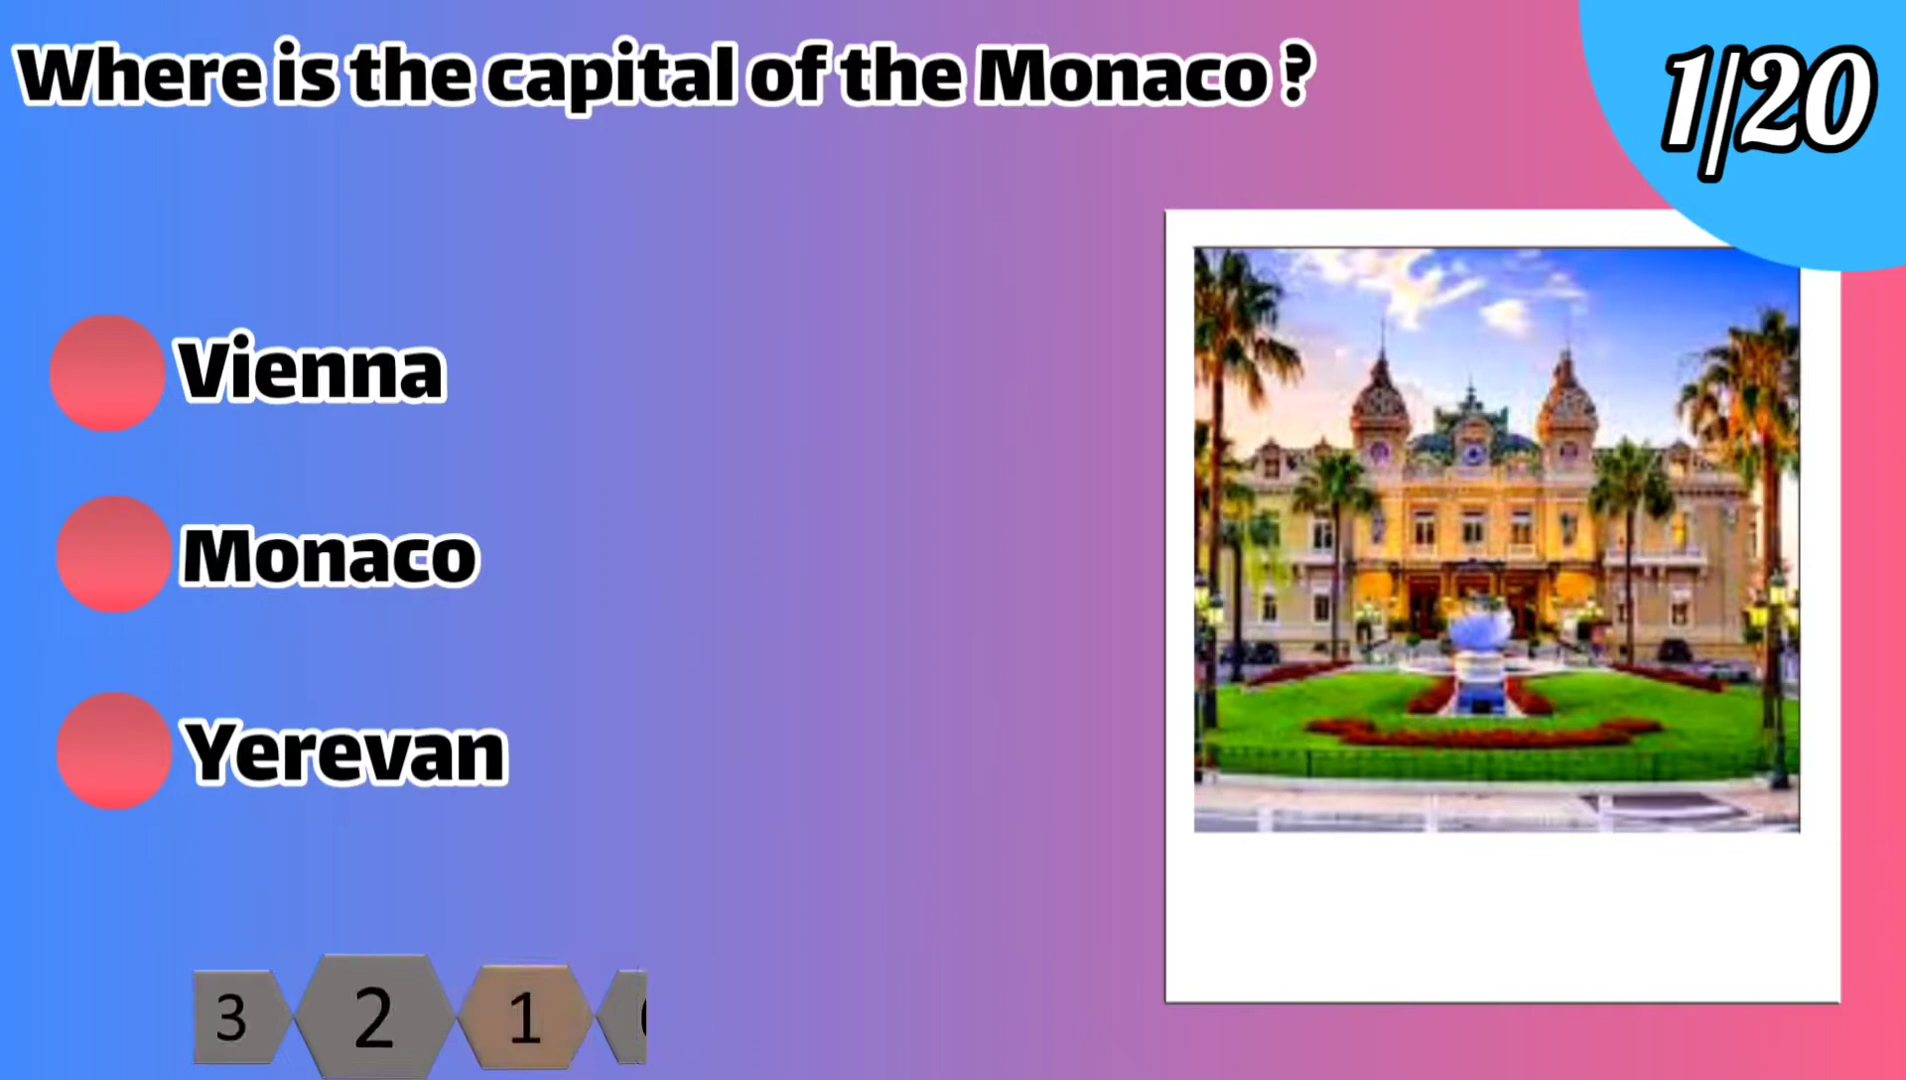 Where is the capital of the Monaco ?
1/20
Vienna
Monaco
Yerevan
3 2 1